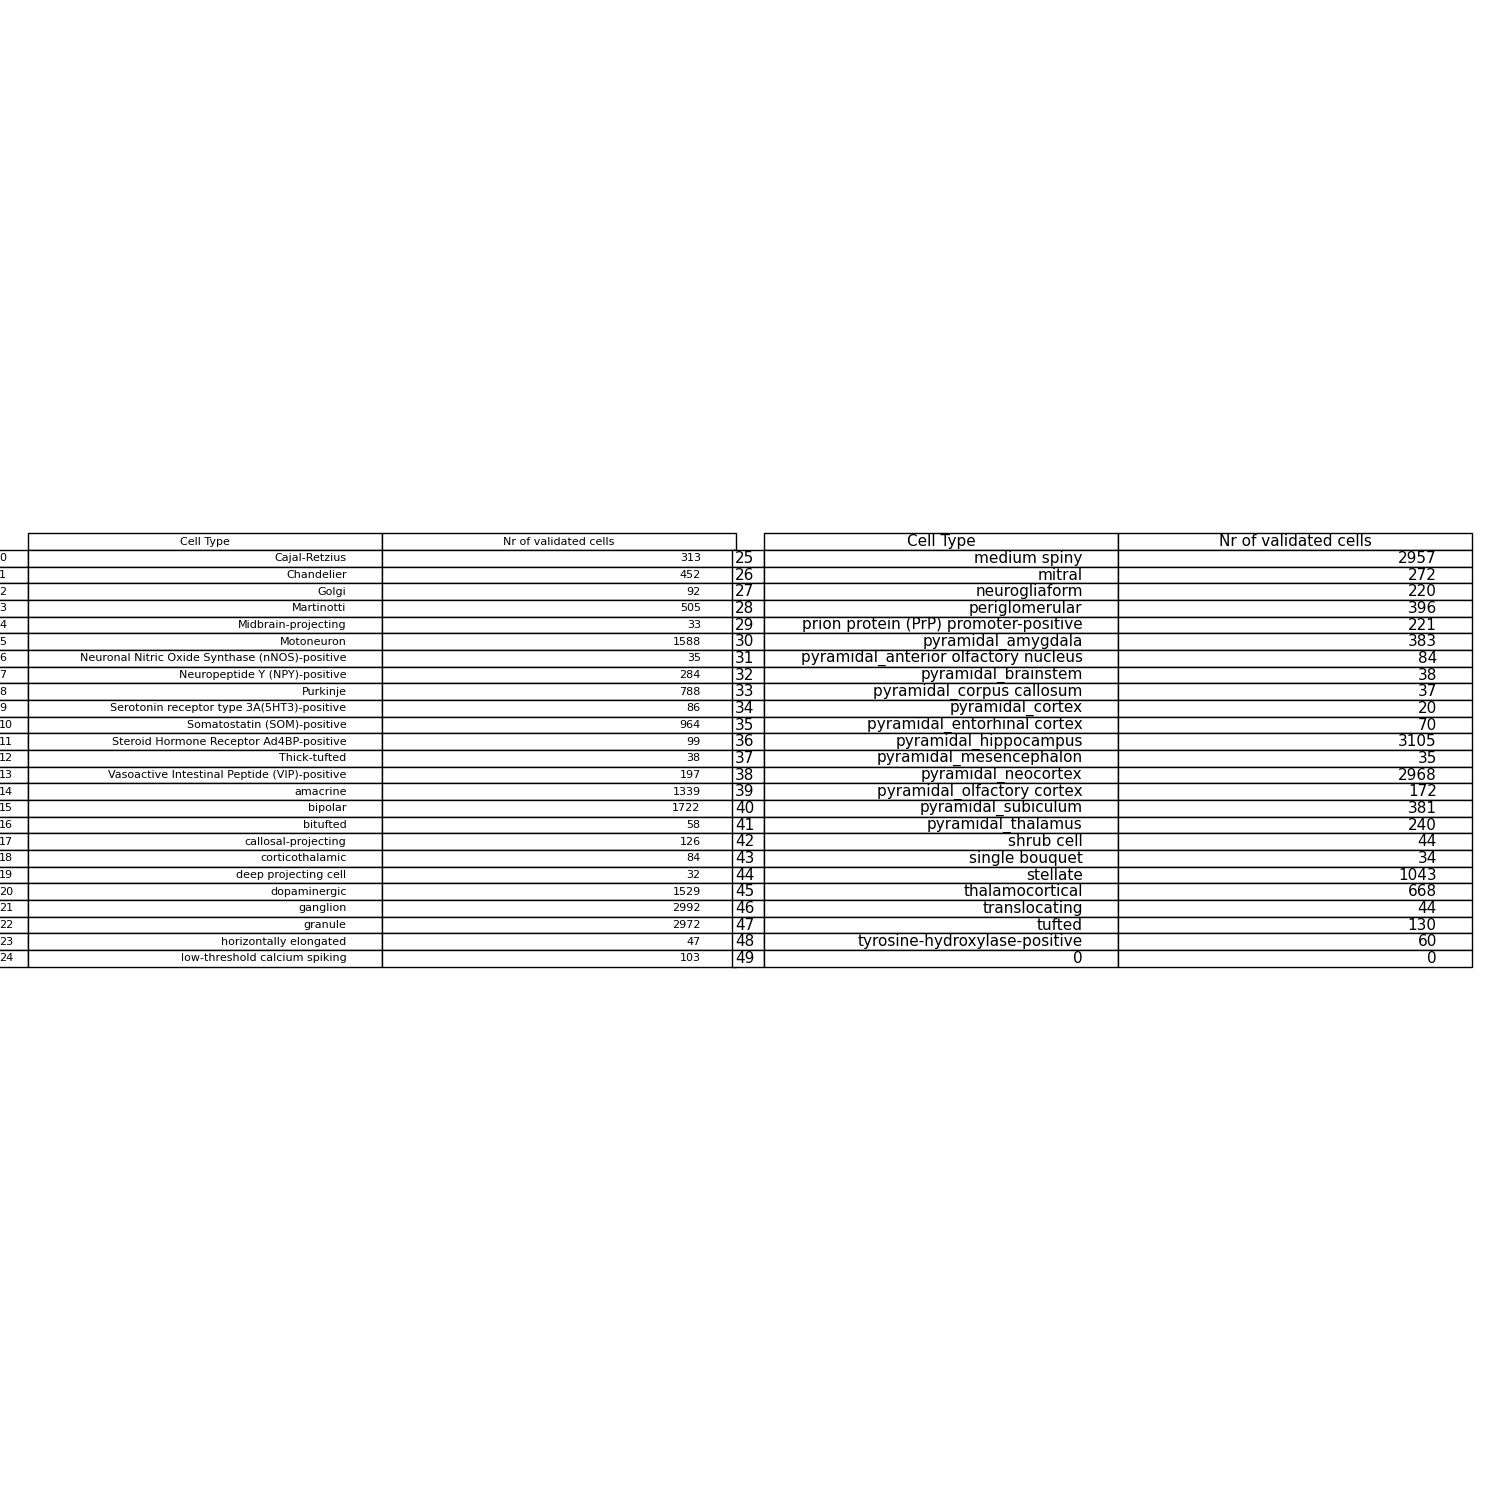 Cell Type Nr of validated cells
0 Cajal-Retzius 313
1 Chandelier 452
2 Golgi 92
3 Martinotti 505
4 Midbrain-projecting 33
5 Motoneuron 1588
6 Neuronal Nitric Oxide Synthase (nNOS)-positive 35
7 Neuropeptide Y (NPY)-positive 284
8 Purkinje 788
9 Serotonin receptor type 3A(5HT3)-positive 86
10 Somatostatin (SOM)-positive 964
11 Steroid Hormone Receptor Ad4BP-positive 99
12 Thick-tufted 38
13 Vasoactive Intestinal Peptide (VIP)-positive 197
14 amacrine 1339
15 bipolar 1722
16 bitufted 58
17 callosal-projecting 126
18 corticothalamic 84
19 deep projecting cell 32
20 dopaminergic 1529
21 ganglion 2992
22 granule 2972
23 horizontally elongated 47
24 low-threshold calcium spiking 103
Cell Type Nr of validated cells
25 medium spiny 2957
26 mitral 272
27 neurogliaform 220
28 periglomerular 396
29 prion protein (PrP) promoter-positive 221
30 pyramidal_amygdala 383
31 pyramidal_anterior olfactory nucleus 84
32 pyramidal_brainstem 38
33 pyramidal_corpus callosum 37
34 pyramidal_cortex 20
35 pyramidal_entorhinal cortex 70
36 pyramidal_hippocampus 3105
37 pyramidal_mesencephalon 35
38 pyramidal_neocortex 2968
39 pyramidal_olfactory cortex 172
40 pyramidal_subiculum 381
41 pyramidal_thalamus 240
42 shrub cell 44
43 single bouquet 34
44 stellate 1043
45 thalamocortical 668
46 translocating 44
47 tufted 130
48 tyrosine-hydroxylase-positive 60
49 0 0